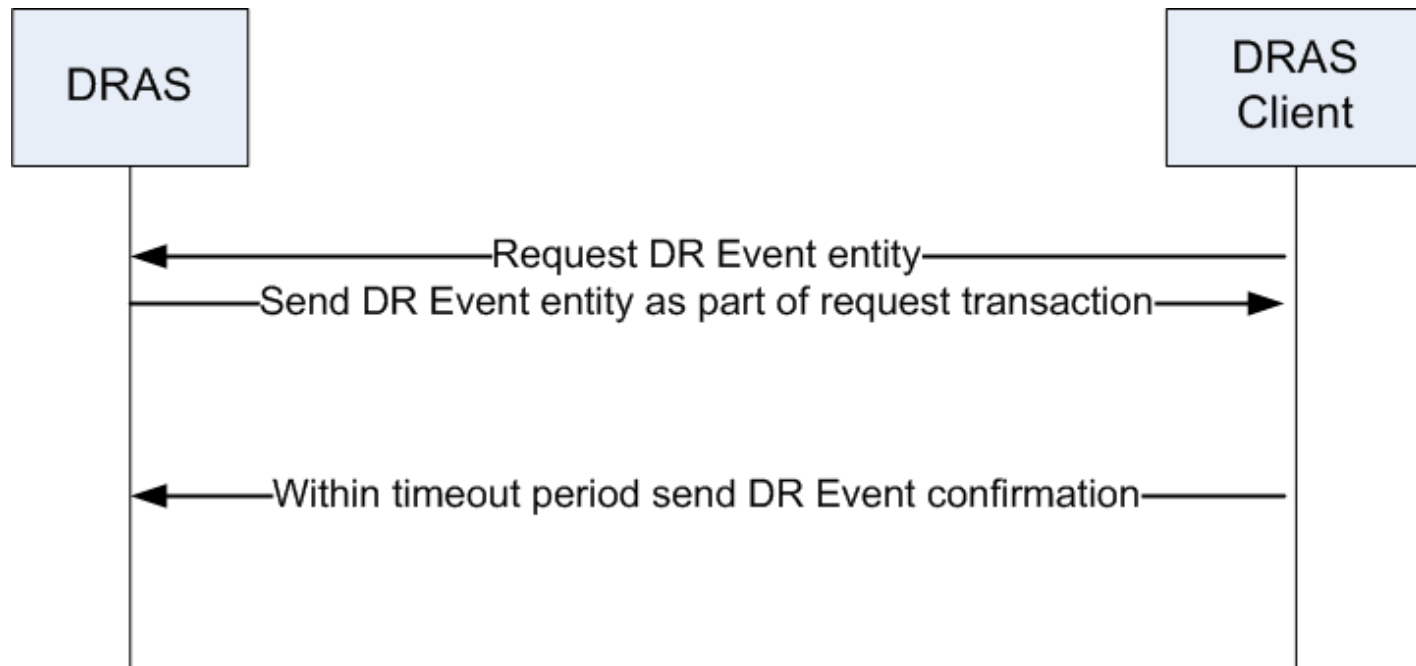 DRAS
DRAS
Client
Request DR Event entity
Send DR Event entity as part of request transaction
Within timeout period send DR Event confirmation